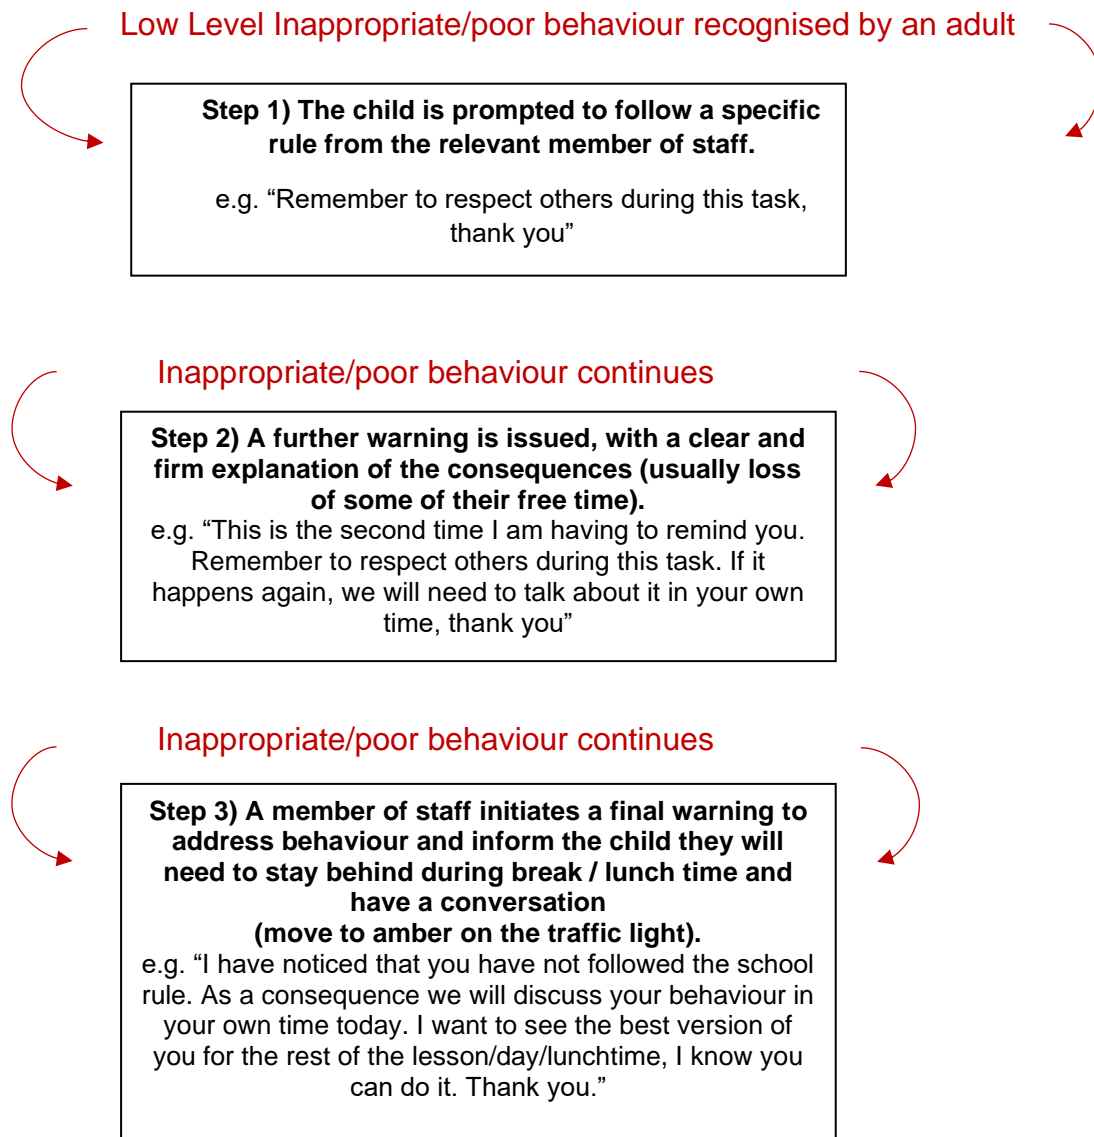 Low Level Inappropriate/poor behaviour recognised by an adult
Step 1) The child is prompted to follow a specific
rule from the relevant member of staff.
e.g. “Remember to respect others during this task,
thank you”
Inappropriate/poor behaviour continues
Step 2) A further warning is issued, with a clear and
firm explanation of the consequences (usually loss
of some of their free time).
e.g. “This is the second time I am having to remind you.
Remember to respect others during this task. If it
happens again, we will need to talk about it in your own
time, thank you”
Inappropriate/poor behaviour continues
Step 3) A member of staff initiates a final warning to
address behaviour and inform the child they will
need to stay behind during break / lunch time and
have a conversation
(move to amber on the traffic light).
e.g. “I have noticed that you have not followed the school
rule. As a consequence we will discuss your behaviour in
your own time today. I want to see the best version of
you for the rest of the lesson/day/lunchtime, I know you
can do it. Thank you.”